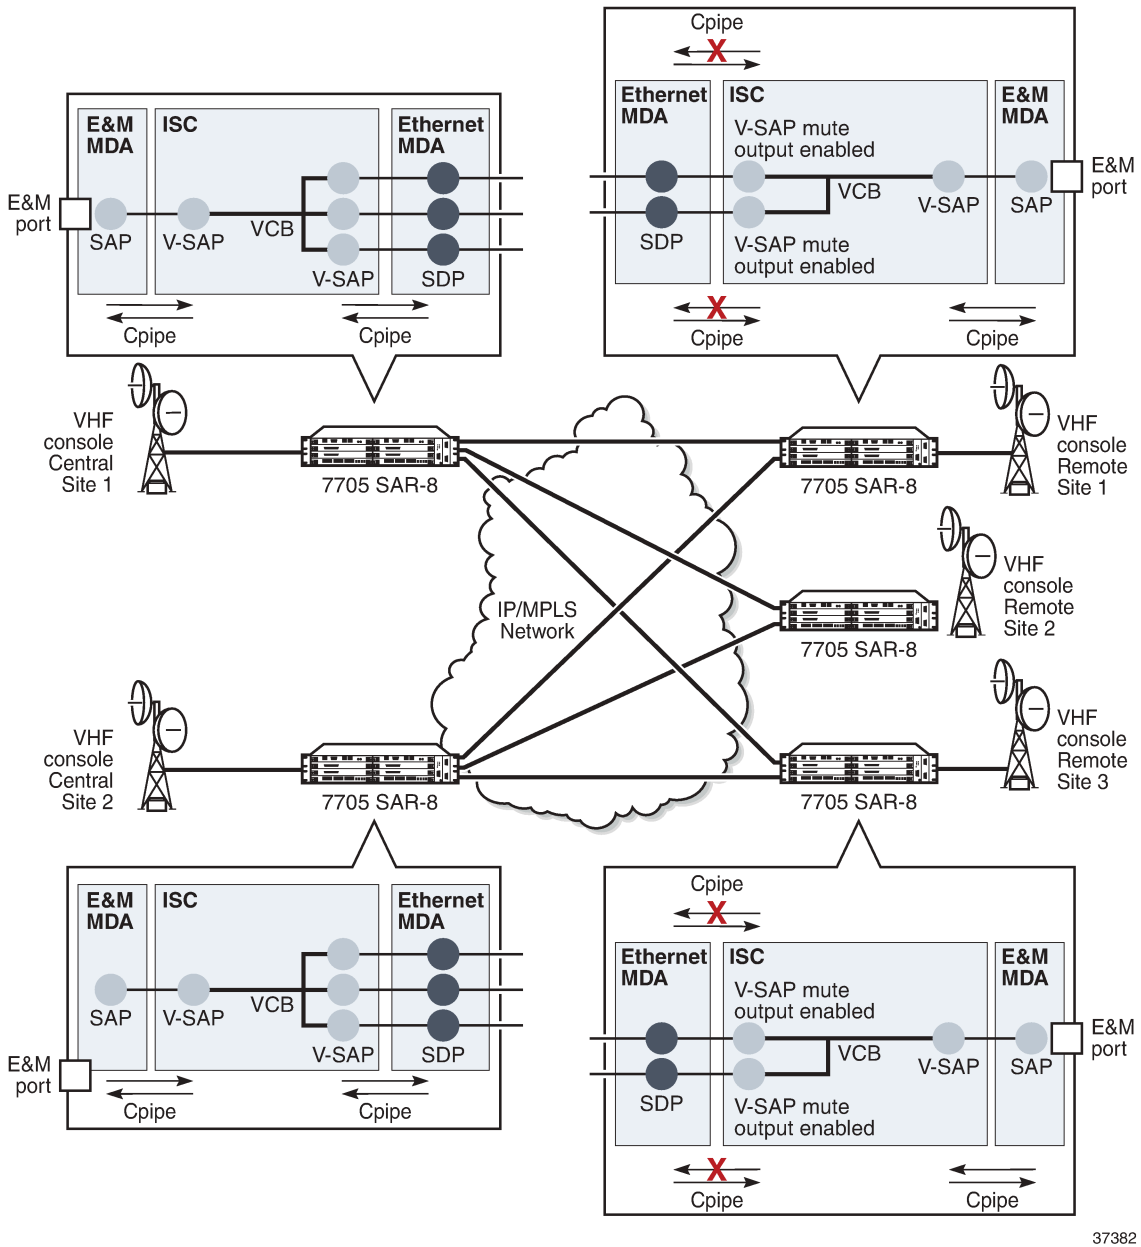 Cpipe
Ethernet
MDA
ISC
E&M
MDA
V-SAP mute
output enabled
VCB
V-SAP
SAP
E&M
port
SDP
V-SAP mute
output enabled
Cpipe
Cpipe
E&M
MDA
ISC
Ethernet
MDA
E&M
port
SAP
V-SAP
VCB
V-SAP
SDP
Cpipe
Cpipe
VHF
console
Central
Site 1
7705 SAR-8
7705 SAR-8
VHF
console
Remote
Site 1
IP/MPLS
Network
7705 SAR-8
VHF
console
Remote
Site 2
VHF
console
Central
Site 2
7705 SAR-8
7705 SAR-8
VHF
console
Remote
Site 3
E&M
MDA
ISC
Ethernet
MDA
SAP
V-SAP
VCB
V-SAP
SDP
E&M
port
Cpipe
Cpipe
Cpipe
Ethernet
MDA
ISC
E&M
MDA
V-SAP mute
output enabled
VCB
V-SAP
SAP
E&M
port
SDP
V-SAP mute
output enabled
Cpipe
Cpipe
37382